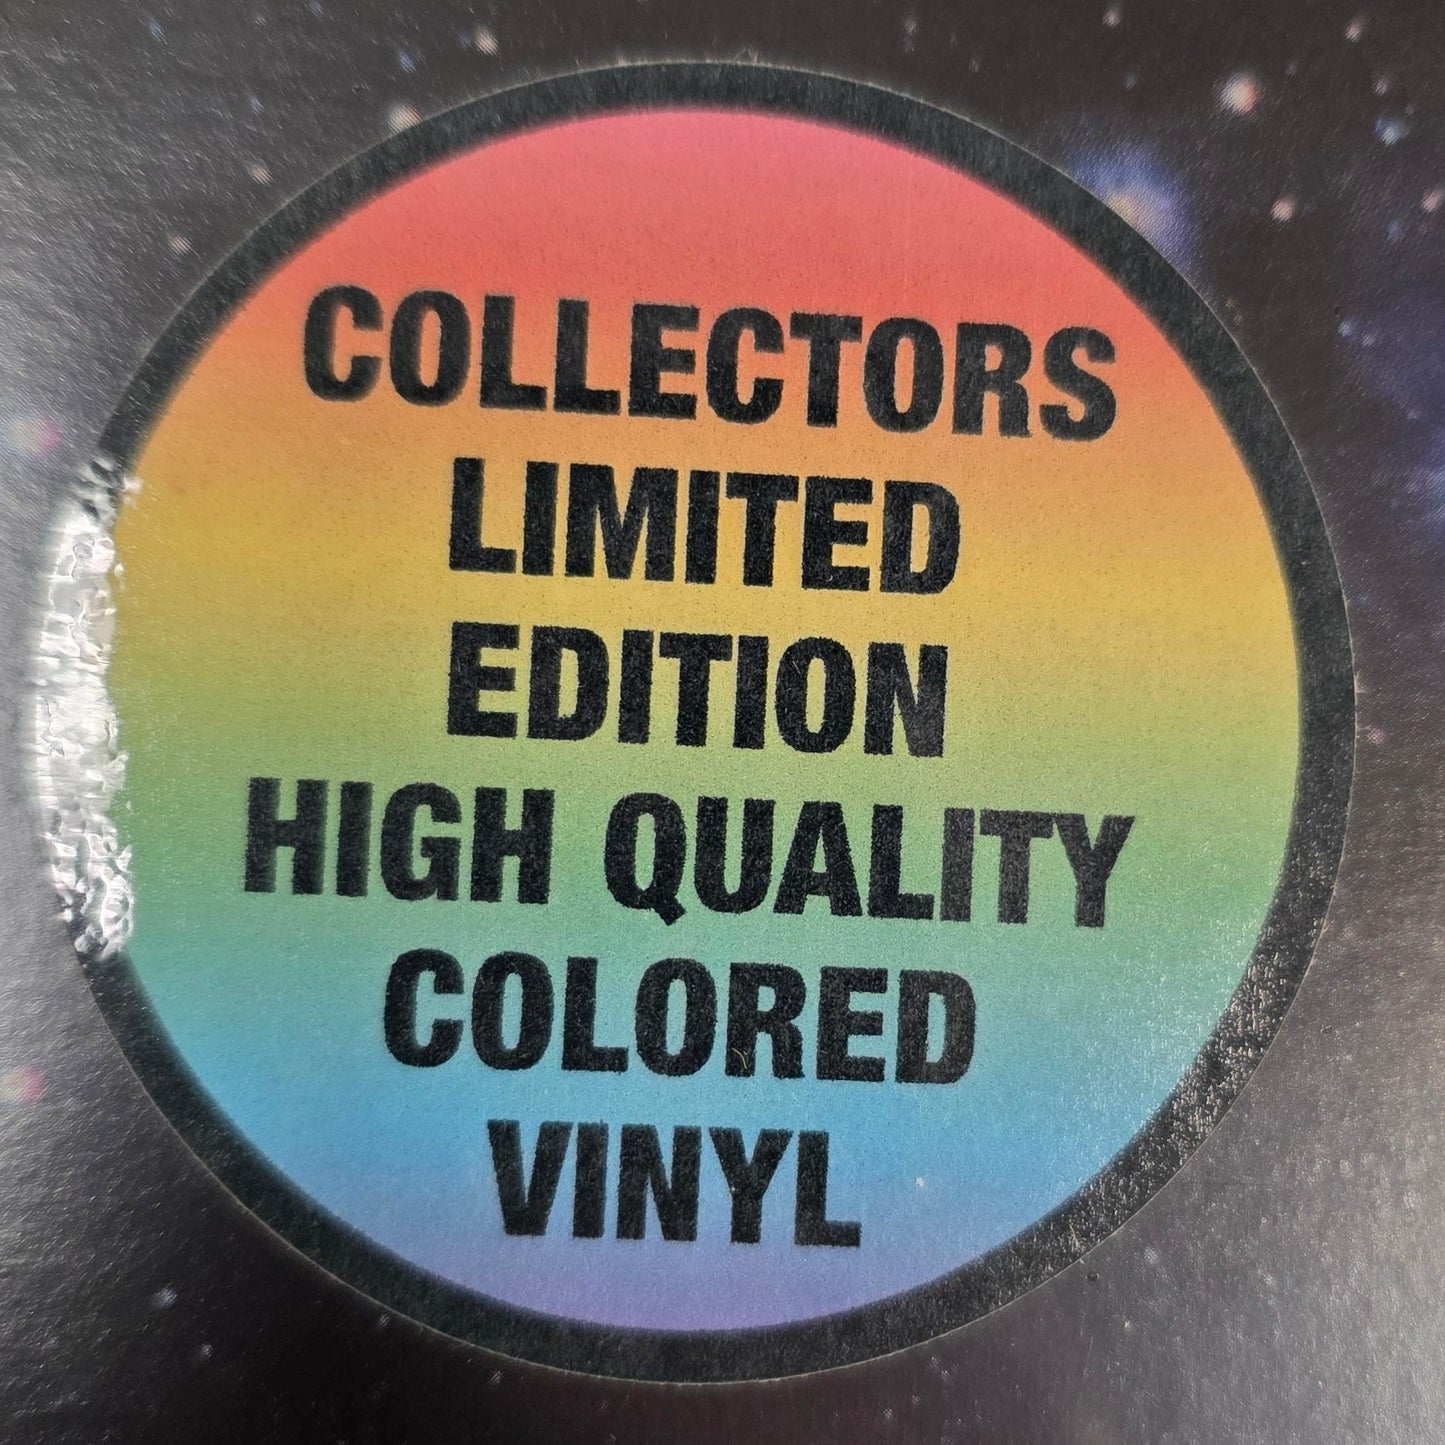 COLLECTORS
LIMITED
EDITION
HIGH QUALITY
COLORED
VINYL